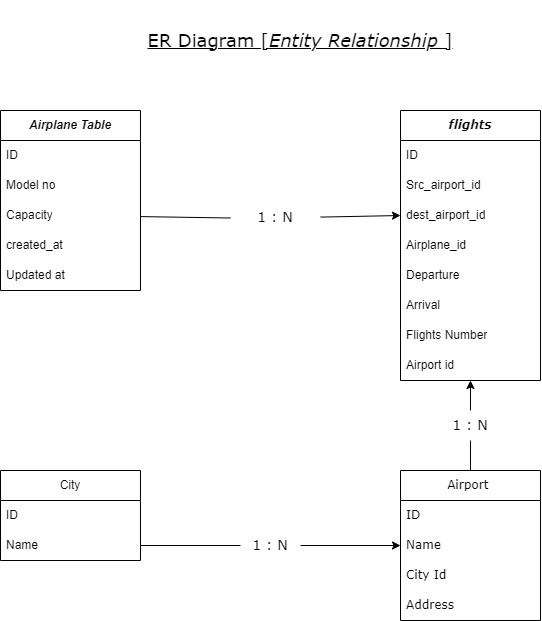 ER Diagram [Entity Relationship ]
Airplane Table
ID
Model no
Capacity
created_at
Updated at
1 : N
flights
ID
Src_airport_id
dest_airport_id
Airplane_id
Departure
Arrival
Flights Number
Airport id
1 : N
City
ID
Name
1 : N
Airport
ID
Name
City Id
Address